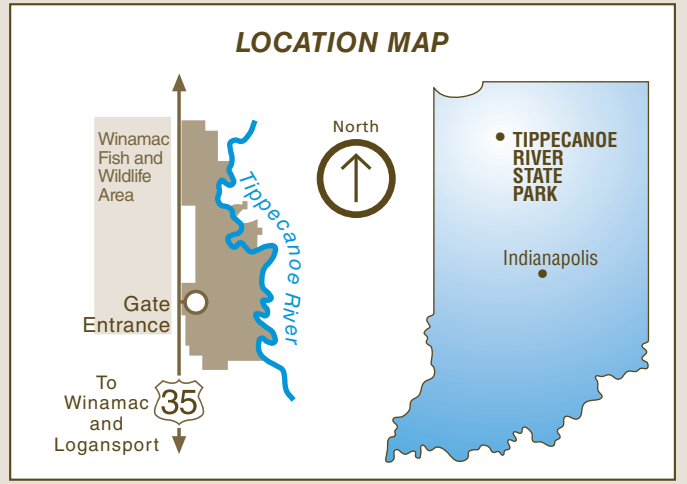 LOCATION MAP
Winamac
Fish and
Wildlife
Area
Tippecanoe River
Gate
Entrance
To
Winamac
and
Logansport
35
North
TIPPECANOE
RIVER
STATE
PARK
Indianapolis